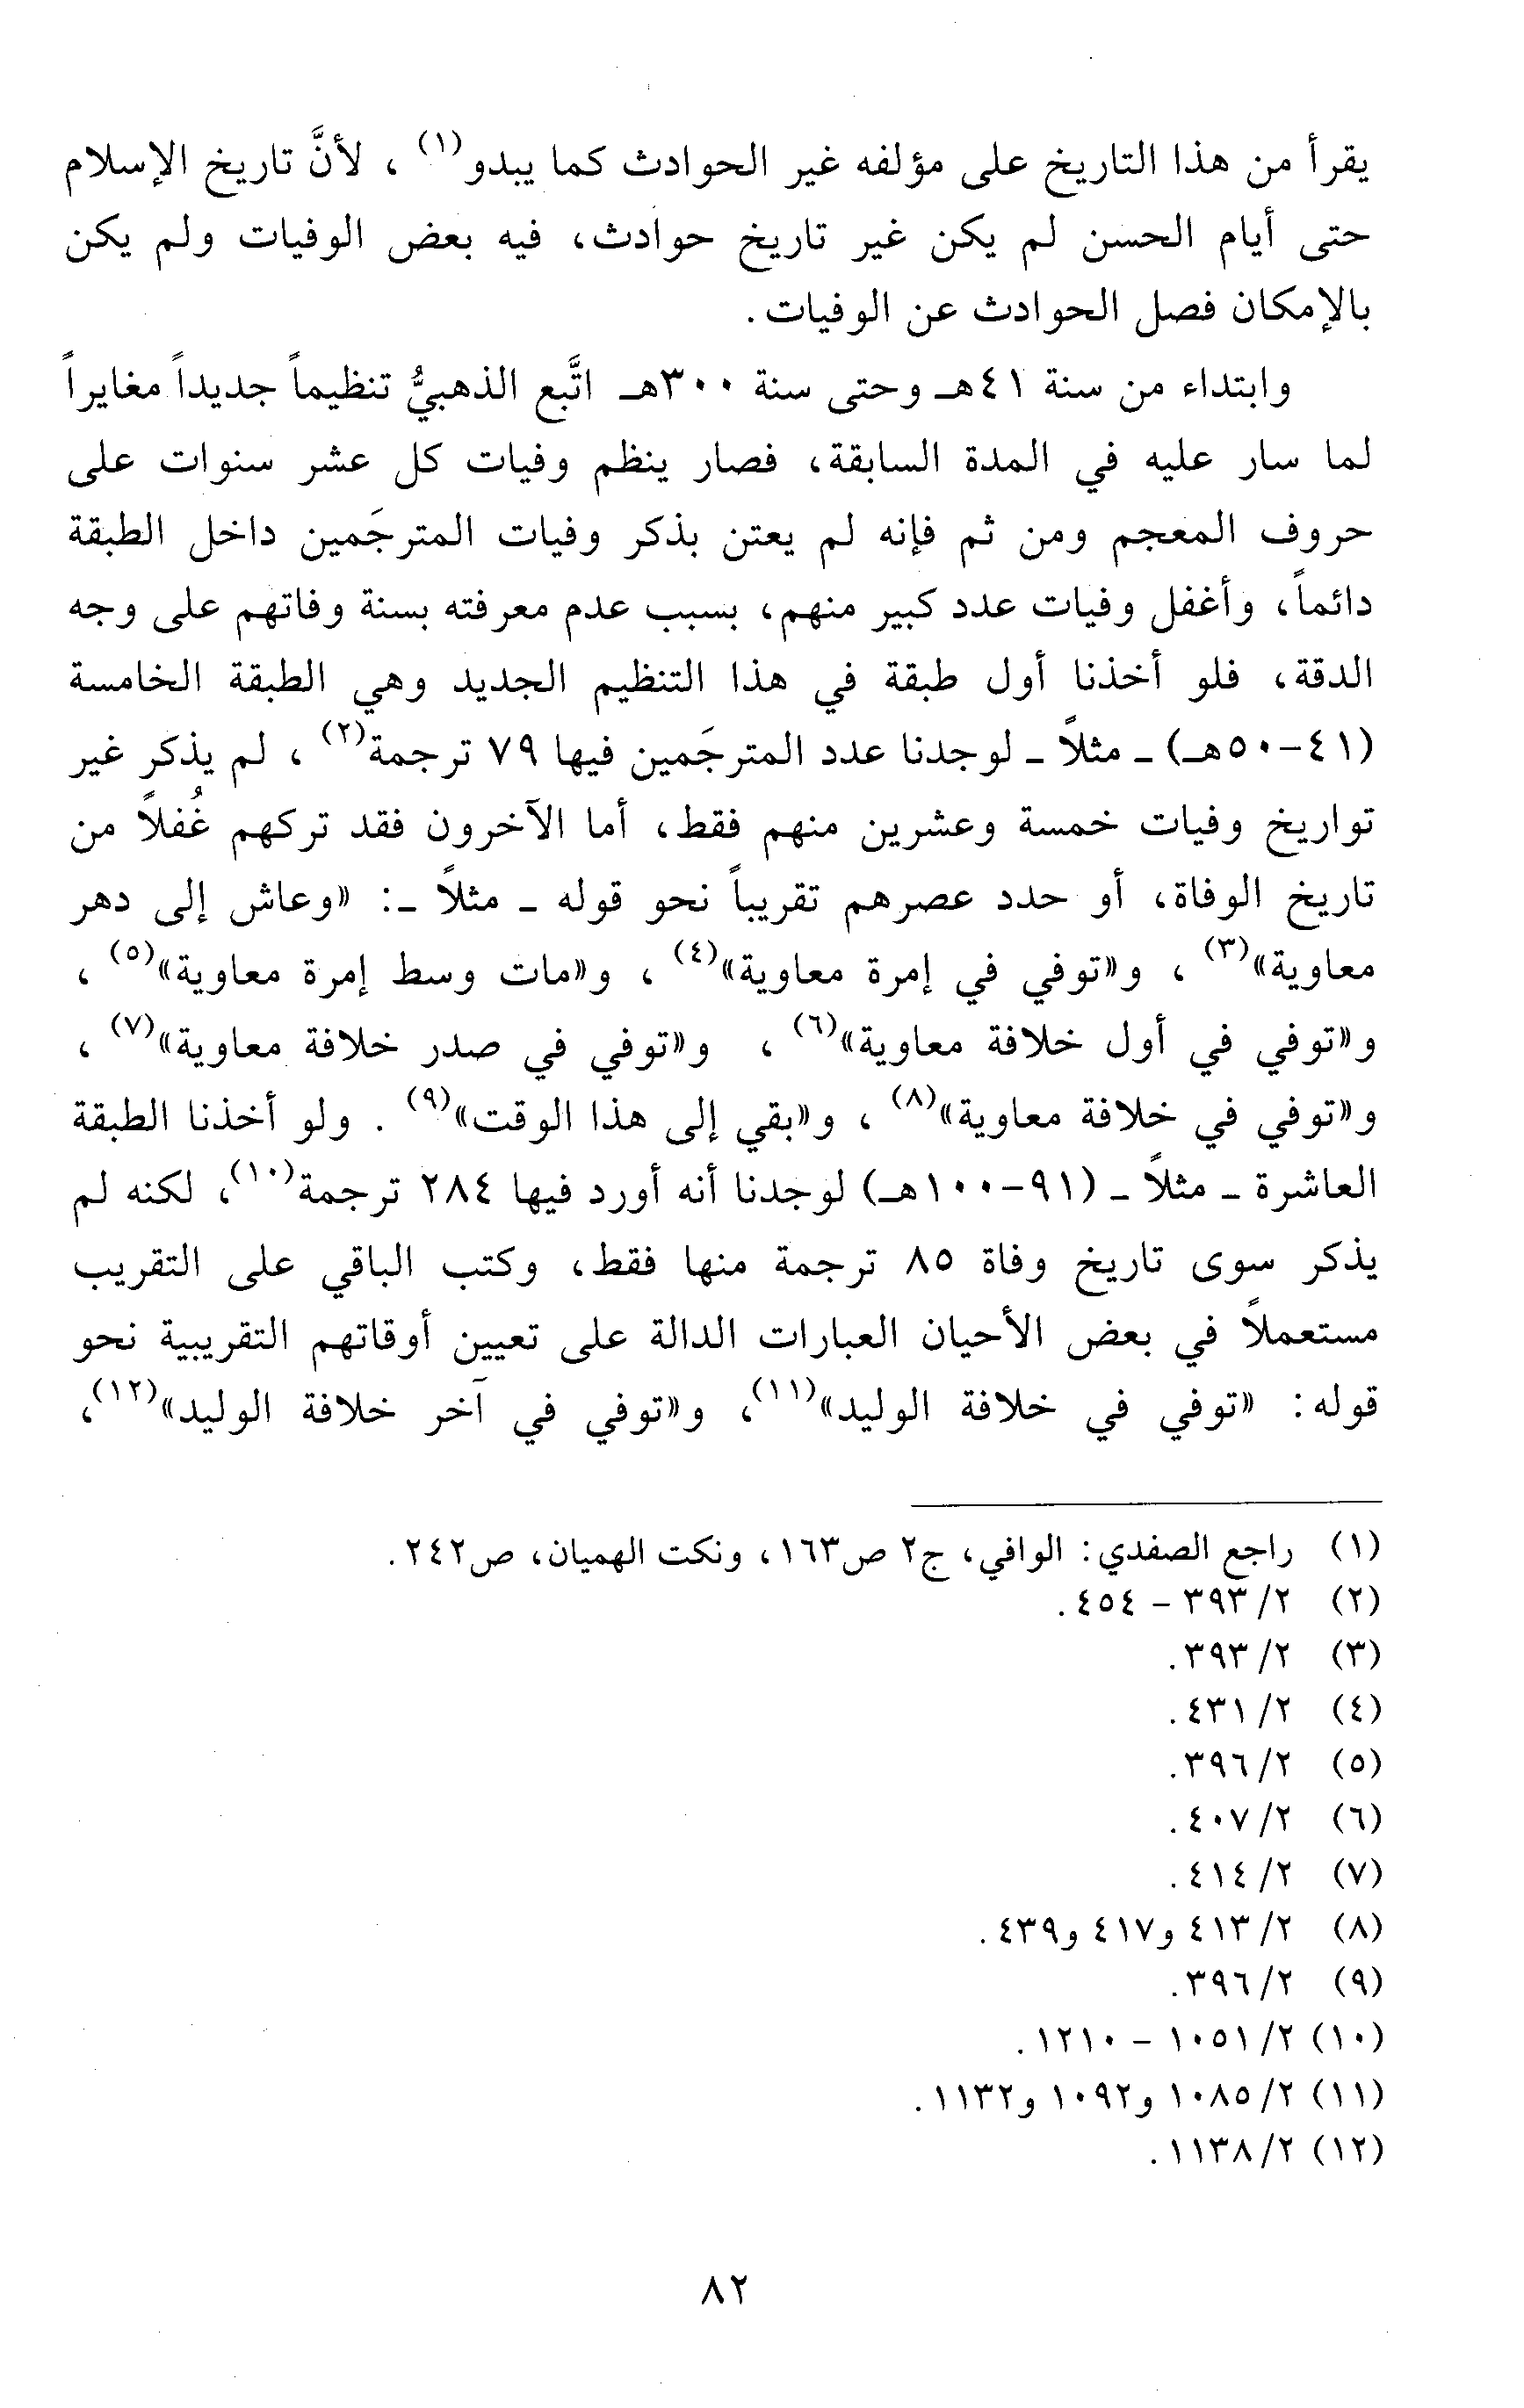 يقرأ من هذا التاريخ على مؤلفه غير الحوادث كما يبدو(١) ، لأنَّ تاريخ الإسلام
حتى أيام الحسن لم يكن غير تاريخ حوادث، فيه بعض الوفيات ولم يكن
بالإمكان فصل الحوادث عن الوفيات.
وابتداء من سنة ٤١هـ وحتى سنة ٣٠٠هـ اتَّبع الذهبيُّ تنظيماً جديداً مغايراً
لما سار عليه في المدة السابقة، فصار ينظم وفيات كل عشر سنوات على
حروف المعجم ومن ثم فإنه لم يعتن بذكر وفيات المترجَمين داخل الطبقة
دائماً، وأغفل وفيات عدد كبير منهم، بسبب عدم معرفته بسنة وفاتهم على وجه
الدقة، فلو أخذنا أول طبقة في هذا التنظيم الجديد وهي الطبقة الخامسة
(٤١-٥٠هـ) ـ مثلاً ـ لوجدنا عدد المترجَمين فيها ٧٩ ترجمة(٢) ، لم يذكر غير
تواريخ وفيات خمسة وعشرين منهم فقط، أما الآخرون فقد تركهم غُفلاً من
تاريخ الوفاة، أو حدد عصرهم تقريباً نحو قوله ـ مثلاً ـ: «وعاش إلى دهر
معاوية»(٣) ، و«توفي في إمرة معاوية»(٤) ، و«مات وسط إمرة معاوية»(٥) ،
و«توفي في أول خلافة معاوية»(٦) ، و«توفي في صدر خلافة معاوية»(٧) ،
و«توفي في خلافة معاوية»(٨) ، و«بقي إلى هذا الوقت»(٩) . ولو أخذنا الطبقة
العاشرة ـ مثلاً ـ (٩١-١٠٠هـ) لوجدنا أنه أورد فيها ٢٨٤ ترجمة(١٠)، لكنه لم
يذكر سوى تاريخ وفاة ٨٥ ترجمة منها فقط، وكتب الباقي على التقريب
مستعملاً في بعض الأحيان العبارات الدالة على تعيين أوقاتهم التقريبية نحو
قوله: «توفي في خلافة الوليد»(١١)، و«توفي في آخر خلافة الوليد»(١٢)،
(١) راجع الصفدي: الوافي، ج٢ ص١٦٣، ونكت الهميان، ص٢٤٢.
(٢) ٢/ ٣٩٣ - ٤٥٤.
(٣) ٢/ ٣٩٣.
(٤) ٢/ ٤٣١.
(٥) ٢/ ٣٩٦.
(٦) ٢/ ٤٠٧.
(٧) ٢/ ٤١٤.
(٨) ٢/ ٤١٣ و٤١٧ و٤٣٩.
(٩) ٢/ ٣٩٦.
(١٠) ٢/ ١٠٥١ - ١٢١٠.
(١١) ٢/ ١٠٨٥ و١٠٩٢ و١١٣٢.
(١٢) ٢/ ١١٣٨.
٨٢